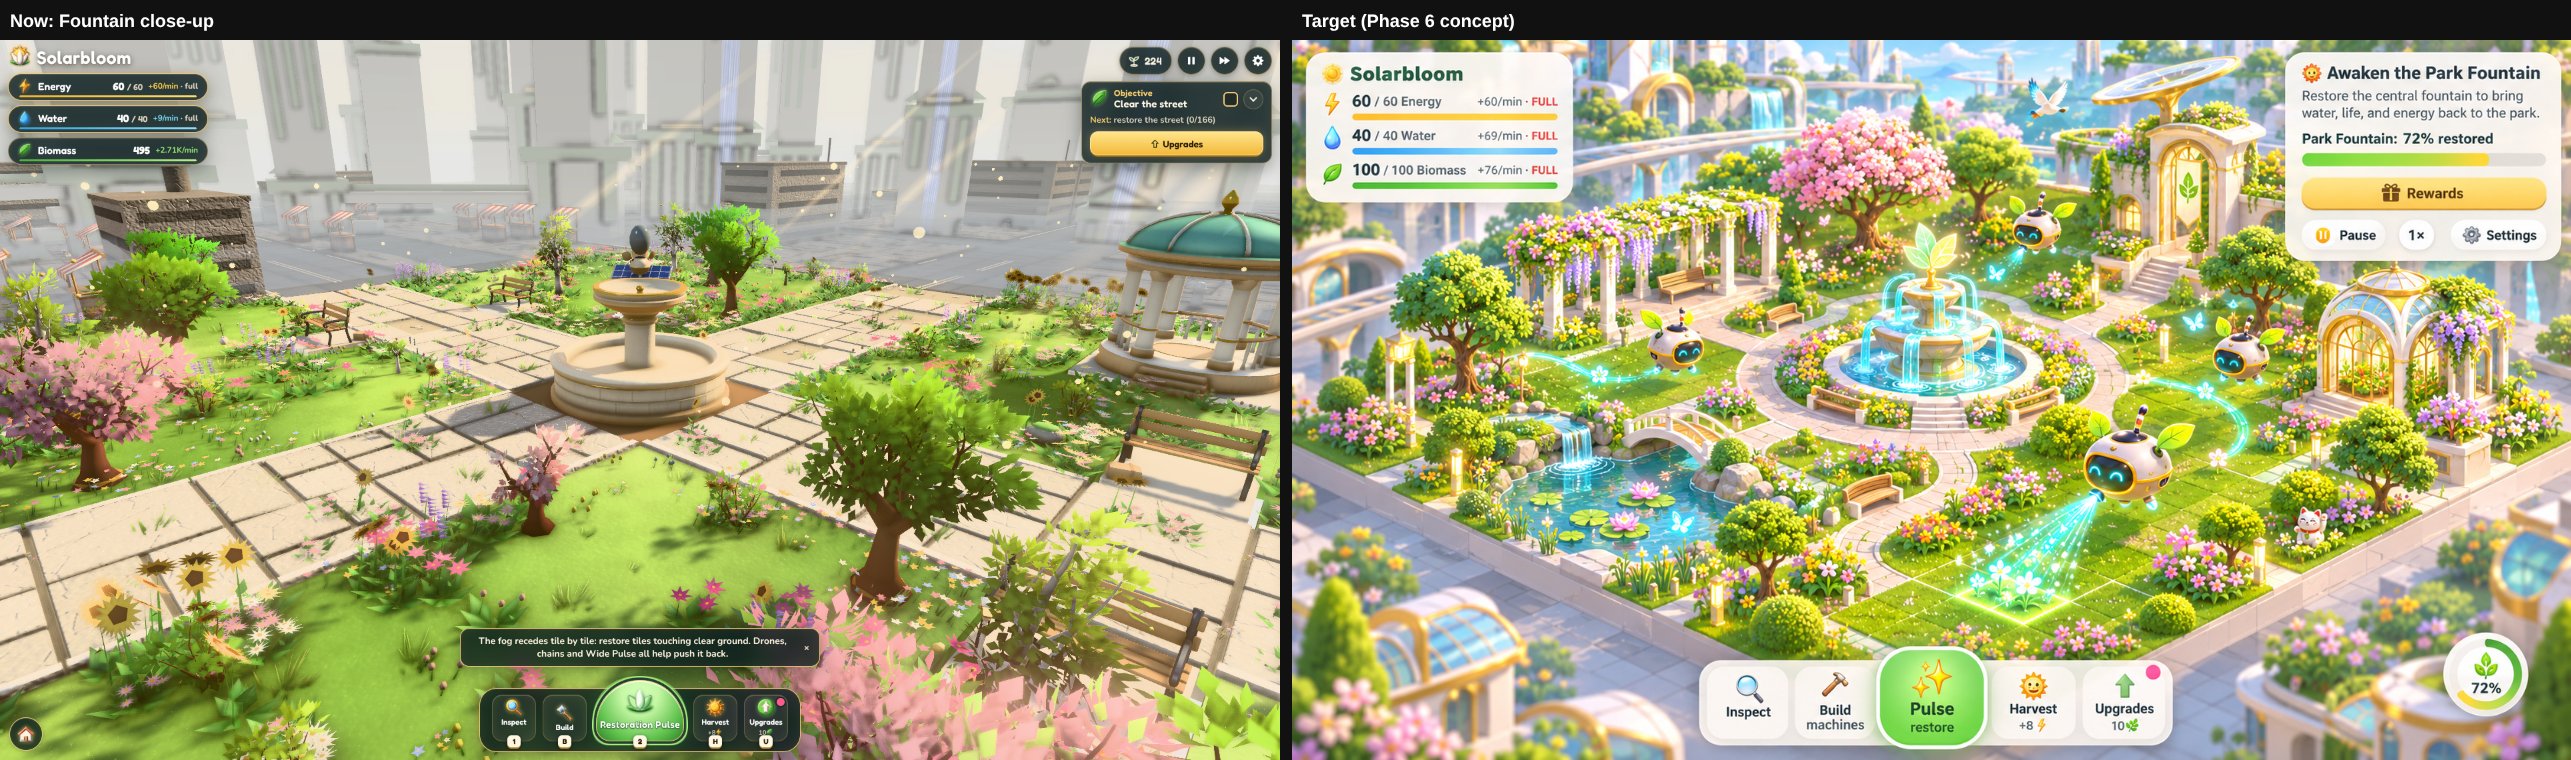 Now: Fountain close-up
Solarbloom
Energy 60 / 60 +60/min · full
Water 40 / 40 +9/min · full
Biomass 495 +2.71K/min
224
Objective
Clear the street
Next: restore the street (0/166)
Upgrades
The fog recedes tile by tile: restore tiles touching clear ground. Drones,
chains and Wide Pulse all help push it back.
×
Inspect
1
Build
B
Restoration Pulse
2
Harvest
+8
H
Upgrades
10
U
Target (Phase 6 concept)
Solarbloom
60 / 60 Energy +60/min · FULL
40 / 40 Water +69/min · FULL
100 / 100 Biomass +76/min · FULL
Awaken the Park Fountain
Restore the central fountain to bring
water, life, and energy back to the park.
Park Fountain: 72% restored
Rewards
Pause
1×
Settings
Inspect
Build
machines
Pulse
restore
Harvest
+8
Upgrades
10
72%